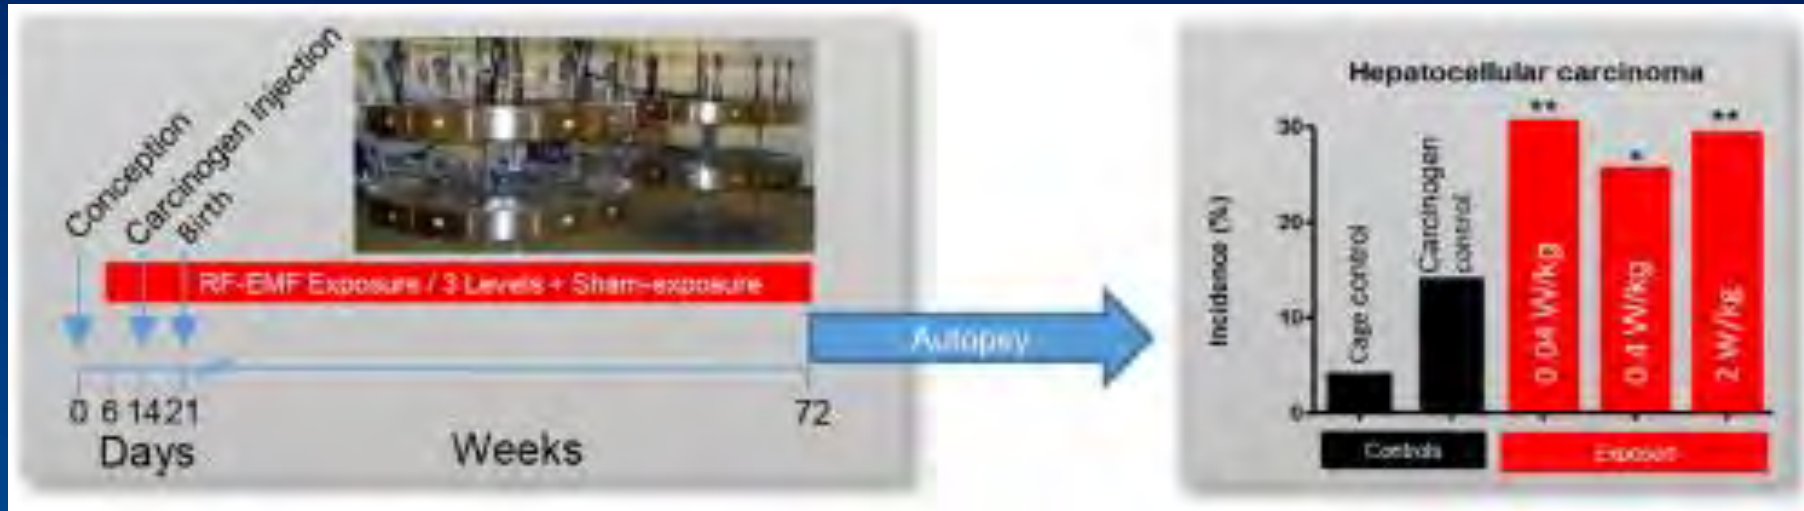 Conception
Carcinogen injection
Birth
RF-EMF Exposure / 3 Levels + Sham-exposure
0 6 14 21
72
Days
Weeks
Autopsy
Hepatocellular carcinoma
**
*
**
30
20
10
0
Incidence (%)
Cage control
Carcinogen
control
0.04 W/kg
0.4 W/kg
2 W/kg
Controls
Exposed